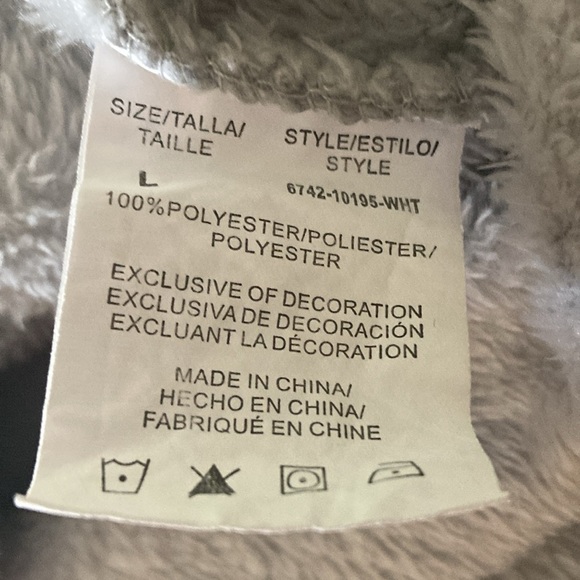 SIZE/TALLA/
TAILLE
L
STYLE/ESTILO/
STYLE
6742-10195-WHT
100%POLYESTER/POLIESTER/
POLYESTER
EXCLUSIVE OF DECORATION
EXCLUSIVA DE DECORACIÓN
EXCLUANT LA DÉCORATION
MADE IN CHINA/
HECHO EN CHINA/
FABRIQUÉ EN CHINE